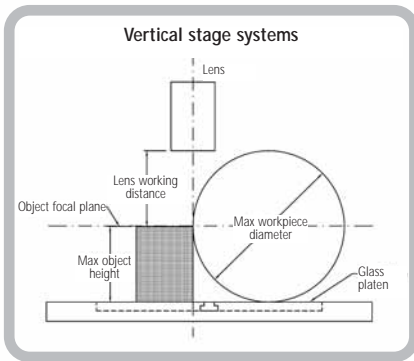 Vertical stage systems
Lens
Lens working
distance
Object focal plane
Max workpiece
diameter
Max object
height
Glass
platen